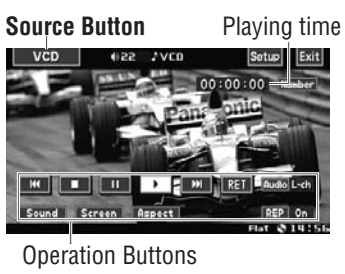 Source Button Playing time
VCD 22 VCD Setup Exit
00:00:00 Number
Panasonic
RET Audio L-ch
Sound Screen Aspect REP On
Flat 14:56
Operation Buttons